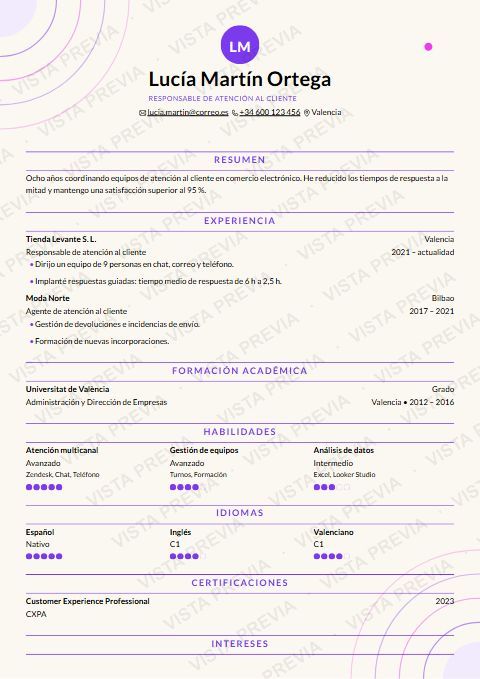 LM
Lucía Martín Ortega
RESPONSABLE DE ATENCIÓN AL CLIENTE
lucia.martin@correo.es +34 600 123 456 Valencia
RESUMEN
Ocho años coordinando equipos de atención al cliente en comercio electrónico. He reducido los tiempos de respuesta a la
mitad y mantengo una satisfacción superior al 95 %.
EXPERIENCIA
Tienda Levante S. L. Valencia
Responsable de atención al cliente 2021 – actualidad
• Dirijo un equipo de 9 personas en chat, correo y teléfono.
• Implanté respuestas guiadas: tiempo medio de respuesta de 6 h a 2,5 h.
Moda Norte Bilbao
Agente de atención al cliente 2017 – 2021
• Gestión de devoluciones e incidencias de envío.
• Formación de nuevas incorporaciones.
FORMACIÓN ACADÉMICA
Universitat de València Grado
Administración y Dirección de Empresas Valencia • 2012 – 2016
HABILIDADES
Atención multicanal Gestión de equipos Análisis de datos
Avanzado Avanzado Intermedio
Zendesk, Chat, Teléfono Turnos, Formación Excel, Looker Studio
IDIOMAS
Español Inglés Valenciano
Nativo C1 C1
CERTIFICACIONES
Customer Experience Professional 2023
CXPA
INTERESES
VISTA PREVIA